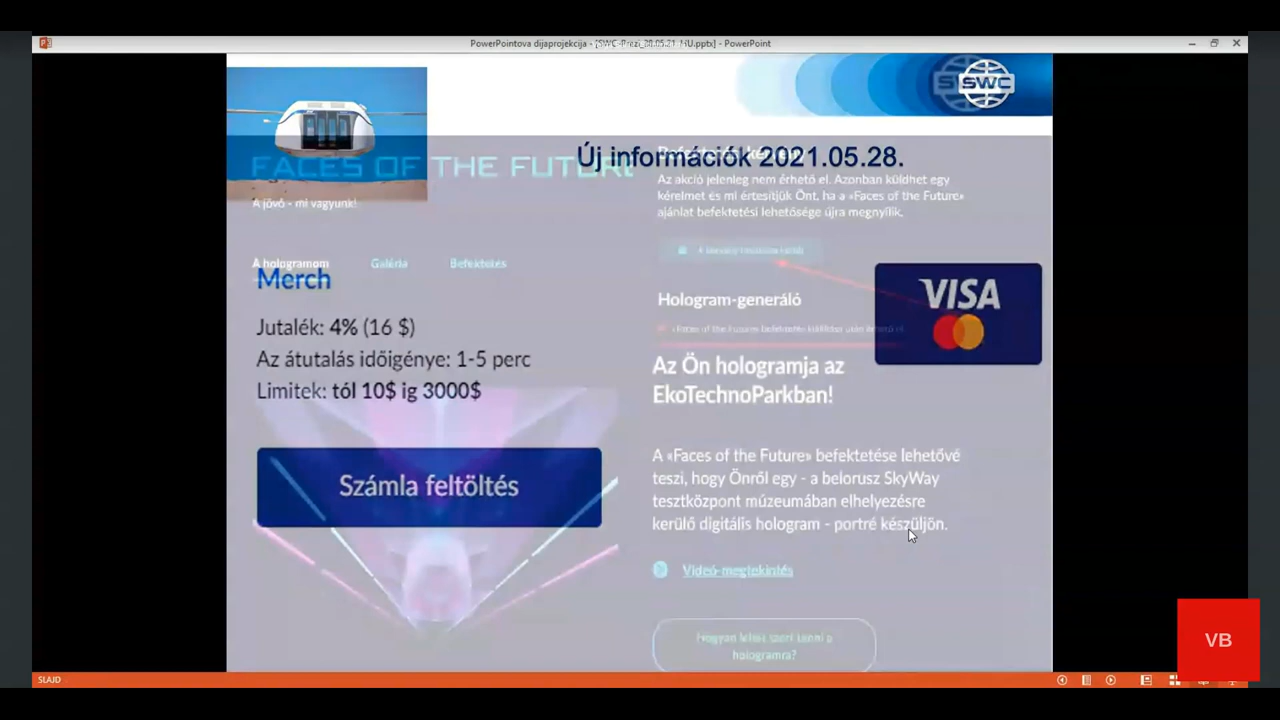 PowerPointova dijaprojekcija - [SWC-Prezi_28.05.21_HU.pptx] - PowerPoint
SWC
Új információk 2021.05.28.
FACES OF THE FUTURE
Az akció jelenleg nem érhető el. Azonban küldhet egy
kérelmet és mi értesítjük Önt, ha a «Faces of the Future»
ajánlat befektetési lehetősége újra megnyílik.
A jövő - mi vagyunk!
A hologramom
Galéria
Befektetés
Merch
Jutalék: 4% (16 $)
Az átutalás időigénye: 1-5 perc
Limitek: tól 10$ ig 3000$
Számla feltöltés
Hologram-generáló
VISA
Az Ön hologramja az
EkoTechnoParkban!
A «Faces of the Future» befektetése lehetővé
teszi, hogy Önről egy - a belorusz SkyWay
tesztközpont múzeumában elhelyezésre
kerülő digitális hologram - portré készüljön.
Videó-megtekintés
Hogyan lehet szert tenni a
hologramra?
VB
SLAJD